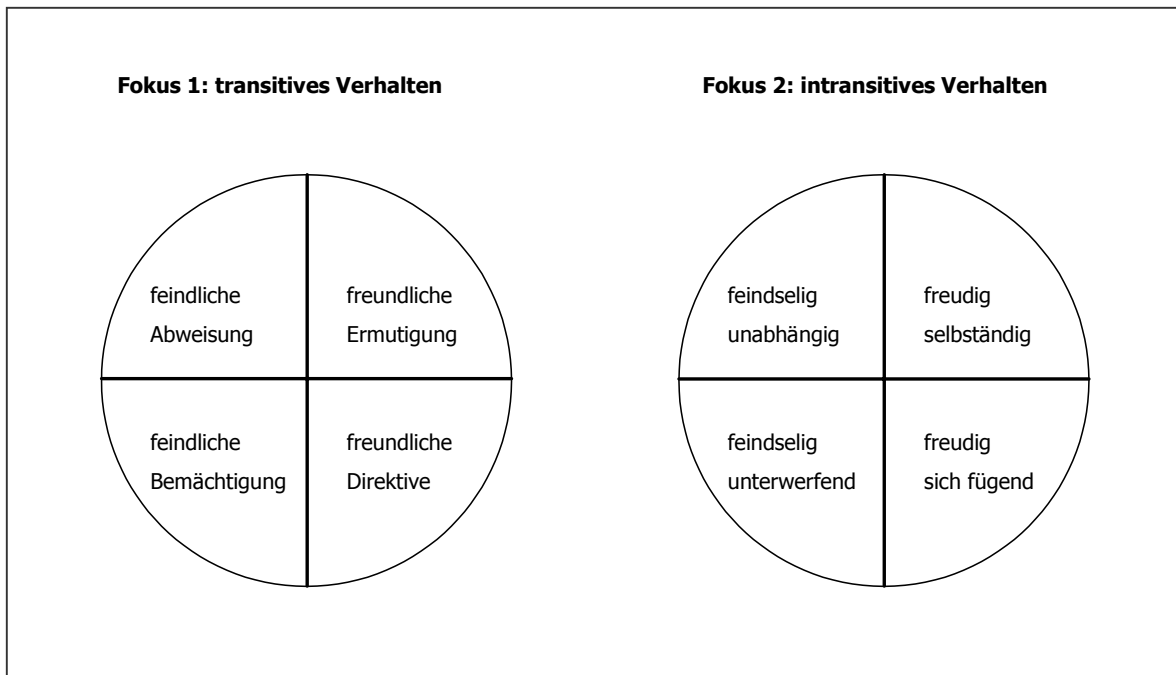 Fokus 1: transitives Verhalten
feindliche
Abweisung
freundliche
Ermutigung
feindliche
Bemächtigung
freundliche
Direktive
Fokus 2: intransitives Verhalten
feindselig
unabhängig
freudig
selbständig
feindselig
unterwerfend
freudig
sich fügend